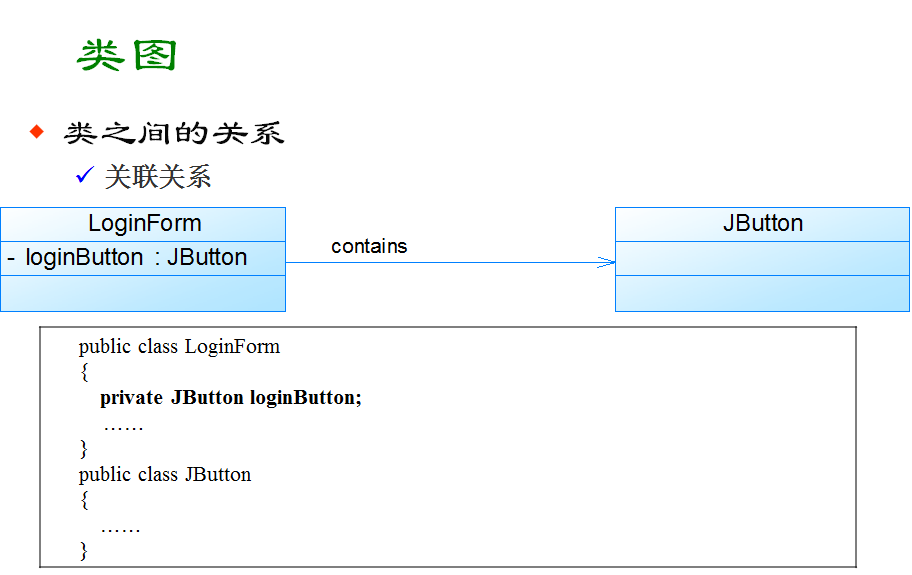 类图
类之间的关系
关联关系
LoginForm
- loginButton : JButton
contains
JButton
public class LoginForm
{
private JButton loginButton;
……
}
public class JButton
{
……
}